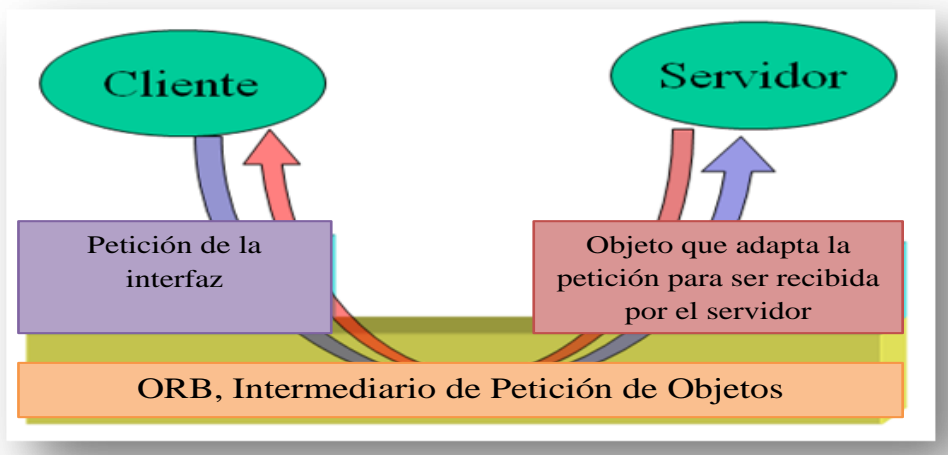 Cliente
Servidor
Petición de la
interfaz
Objeto que adapta la
petición para ser recibida
por el servidor
ORB, Intermediario de Petición de Objetos